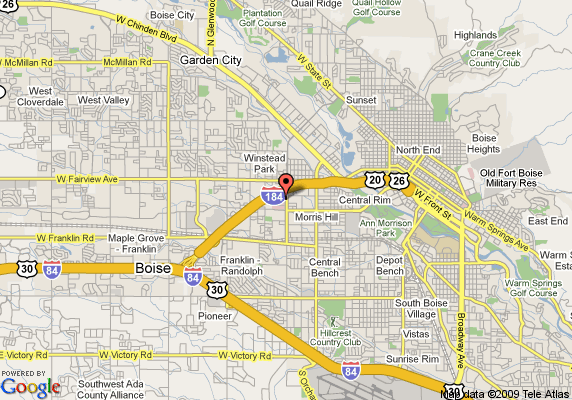 26
Quail Ridge
Quail Hollow
Golf Course
Plantation
Golf Course
Boise City
N Glenwood
W Chinden Blvd
Highlands
Crane Creek
Country Club
Garden City
W McMillan Rd
McMillan Rd
W State St
West
Cloverdale
West Valley
Sunset
North End
Boise
Heights
Winstead
Park
W Fairview Ave
184
20
26
Old Fort Boise
Military Res
Central Rim
Morris Hill
W Front St
Ann Morrison
Park
Warm Springs Ave
East End
W Franklin Rd
Maple Grove -
Franklin
Franklin
- Randolph
Central
Bench
Depot
Bench
Warm
Estat
30
84
Boise
84
30
Warm Springs
Golf Course
South Boise
Village
Pioneer
Vistas
Broadway Ave
Hillcrest
Country Club
E Victory Rd
W Victory Rd
W Victory Rd
Sunrise Rim
S Orch
84
POWERED BY
Google
Southwest Ada
County Alliance
30
Map data ©2009 Tele Atlas